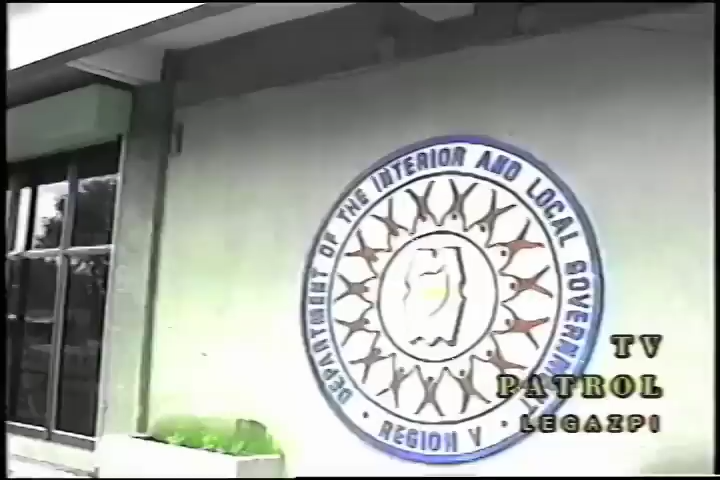 DEPARTMENT OF THE INTERIOR AND LOCAL GOVERNMENT
REGION V
TV
PATROL
LEGAZPI